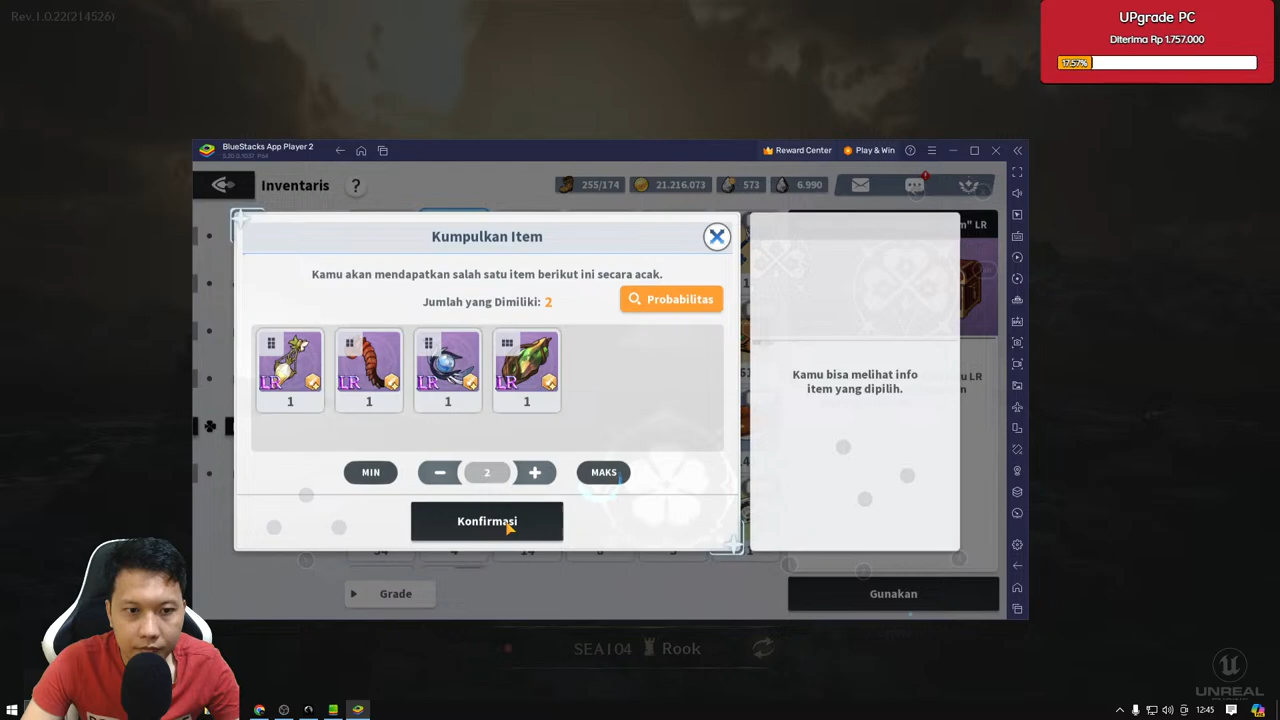 Rev.1.0.22(214526)
UPgrade PC
Diterima Rp 1.757.000
17.57%
BlueStacks App Player 2
Reward Center
Play & Win
Inventaris
?
255/174
21.216.073
573
6.990
Kumpulkan Item
Kamu akan mendapatkan salah satu item berikut ini secara acak.
Jumlah yang Dimiliki: 2
Probabilitas
LR
LR
LR
LR
1
1
1
1
MIN
−
2
+
MAKS
Konfirmasi
" LR
Kamu bisa melihat info
item yang dipilih.
Grade
Gunakan
SEA104
Rook
UNREAL
12:45